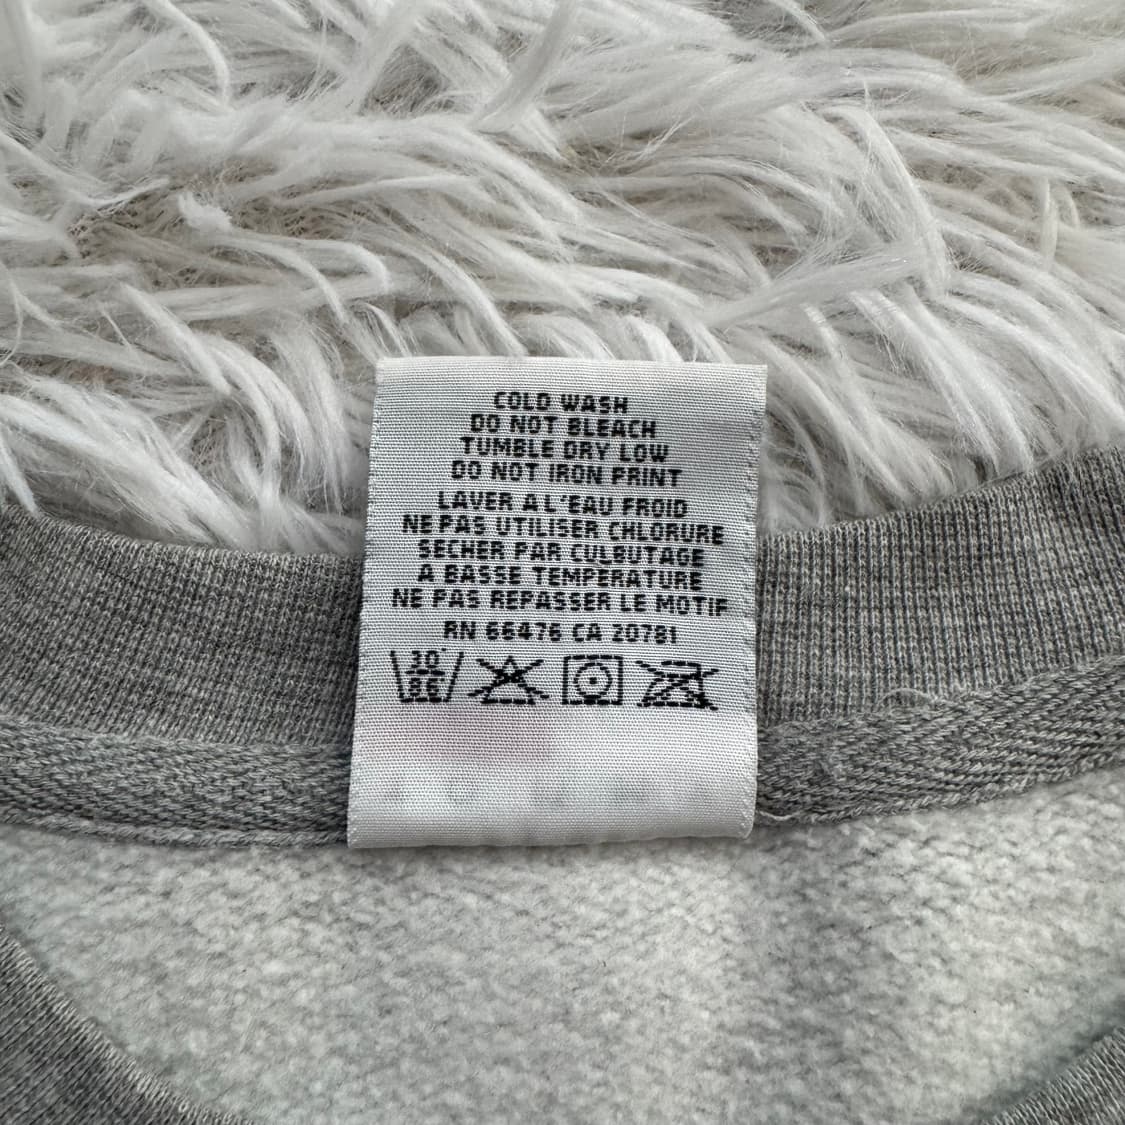 COLD WASH
DO NOT BLEACH
TUMBLE DRY LOW
DO NOT IRON PRINT
LAVER A L'EAU FROID
NE PAS UTILISER CHLORURE
SECHER PAR CULBUTAGE
A BASSE TEMPERATURE
NE PAS REPASSER LE MOTIF
RN 66476 CA 20781
30°